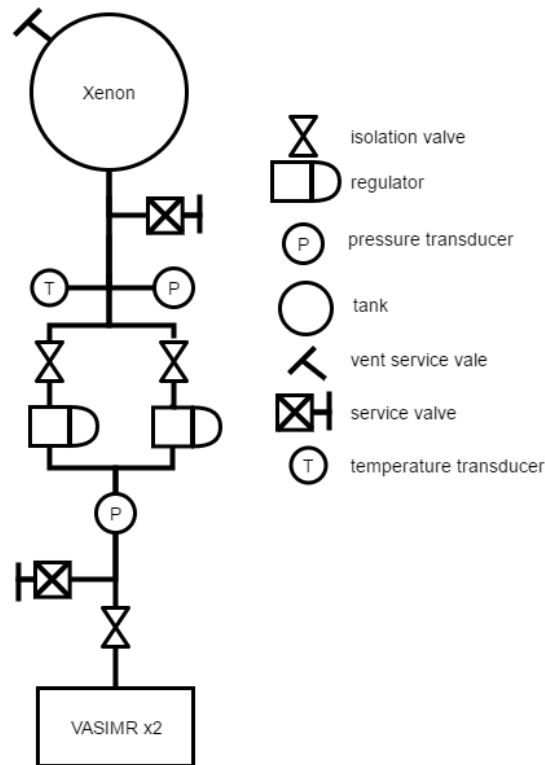 Xenon
T
P
P
VASIMR x2
isolation valve
regulator
P
pressure transducer
tank
vent service vale
service valve
T
temperature transducer